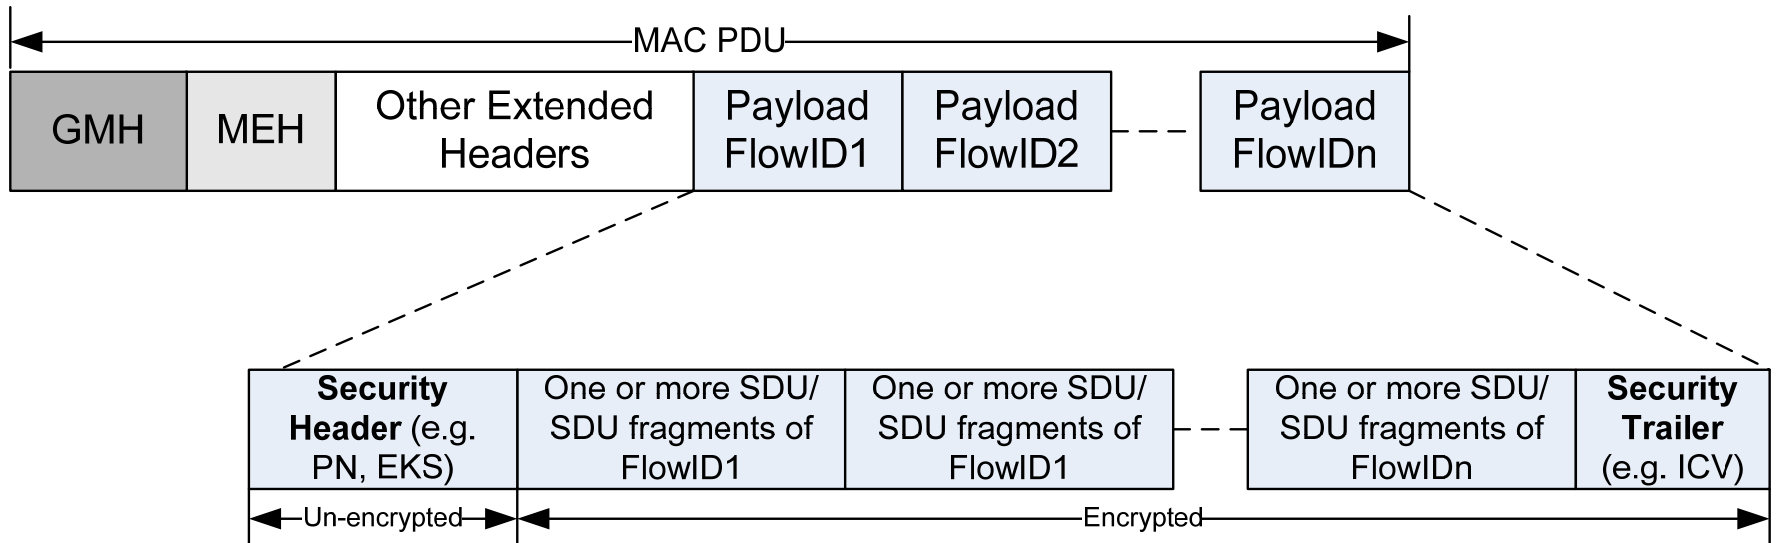 MAC PDU
GMH
MEH
Other Extended
Headers
Payload
FlowID1
Payload
FlowID2
Payload
FlowIDn
Security
Header (e.g.
PN, EKS)
One or more SDU/
SDU fragments of
FlowID1
One or more SDU/
SDU fragments of
FlowID1
One or more SDU/
SDU fragments of
FlowIDn
Security
Trailer
(e.g. ICV)
Un-encrypted
Encrypted